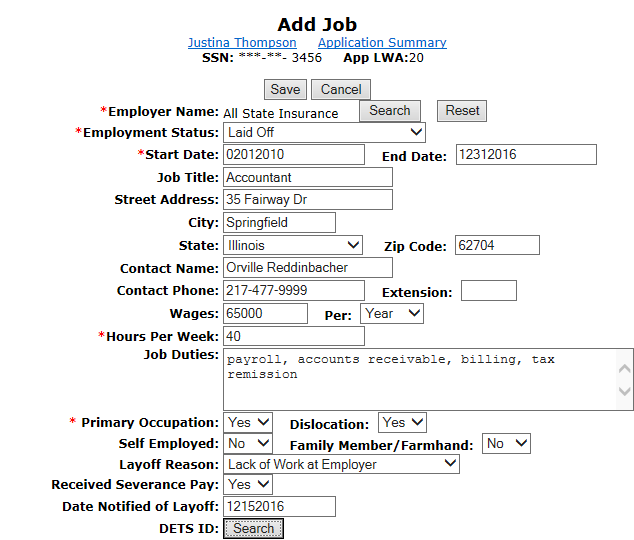 Add Job
Justina Thompson Application Summary
SSN: ***-**- 3456 App LWA:20
Save Cancel
*Employer Name: All State Insurance Search Reset
*Employment Status: Laid Off
*Start Date: 02012010 End Date: 12312016
Job Title: Accountant
Street Address: 35 Fairway Dr
City: Springfield
State: Illinois Zip Code: 62704
Contact Name: Orville Reddinbacher
Contact Phone: 217-477-9999 Extension:
Wages: 65000 Per: Year
*Hours Per Week: 40
Job Duties: payroll, accounts receivable, billing, tax
remission
* Primary Occupation: Yes Dislocation: Yes
Self Employed: No Family Member/Farmhand: No
Layoff Reason: Lack of Work at Employer
Received Severance Pay: Yes
Date Notified of Layoff: 12152016
DETS ID: Search